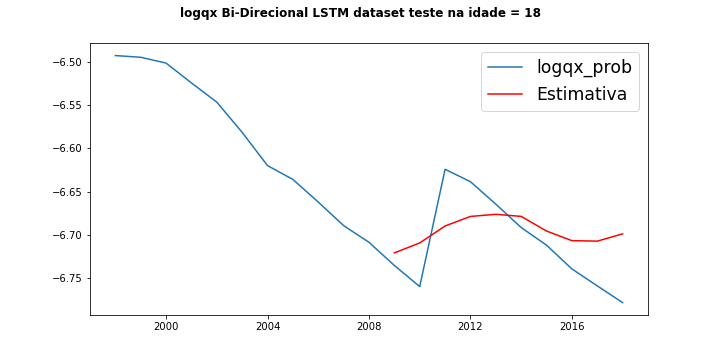 logqx Bi-Direcional LSTM dataset teste na idade = 18
logqx_prob
Estimativa
−6.50
−6.55
−6.60
−6.65
−6.70
−6.75
2000 2004 2008 2012 2016